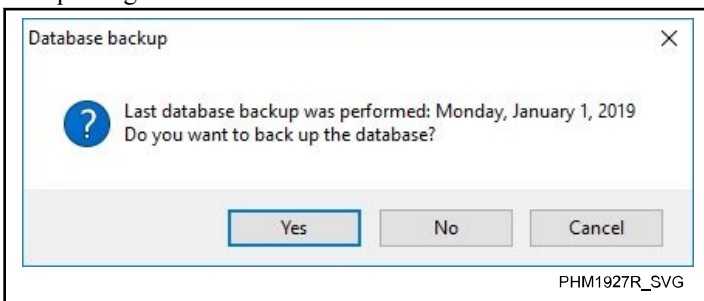 Database backup
Last database backup was performed: Monday, January 1, 2019
Do you want to back up the database?
Yes
No
Cancel
PHM1927R_SVG